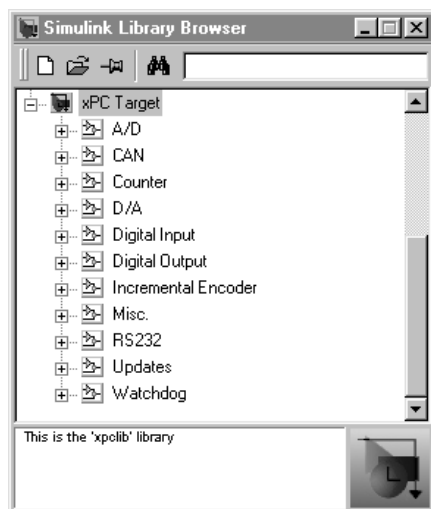 Simulink Library Browser
xPC Target
A/D
CAN
Counter
D/A
Digital Input
Digital Output
Incremental Encoder
Misc.
RS232
Updates
Watchdog
This is the 'xpclib' library